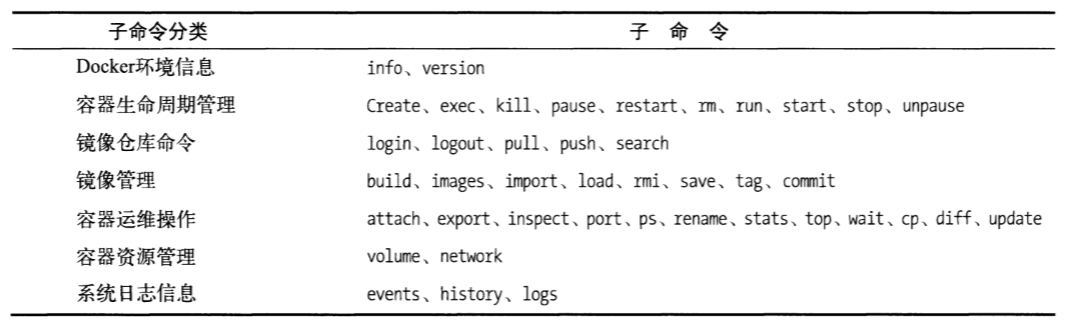 子命令分类 子 命 令
Docker环境信息 info、version
容器生命周期管理 Create、exec、kill、pause、restart、rm、run、start、stop、unpause
镜像仓库命令 login、logout、pull、push、search
镜像管理 build、images、import、load、rmi、save、tag、commit
容器运维操作 attach、export、inspect、port、ps、rename、stats、top、wait、cp、diff、update
容器资源管理 volume、network
系统日志信息 events、history、logs